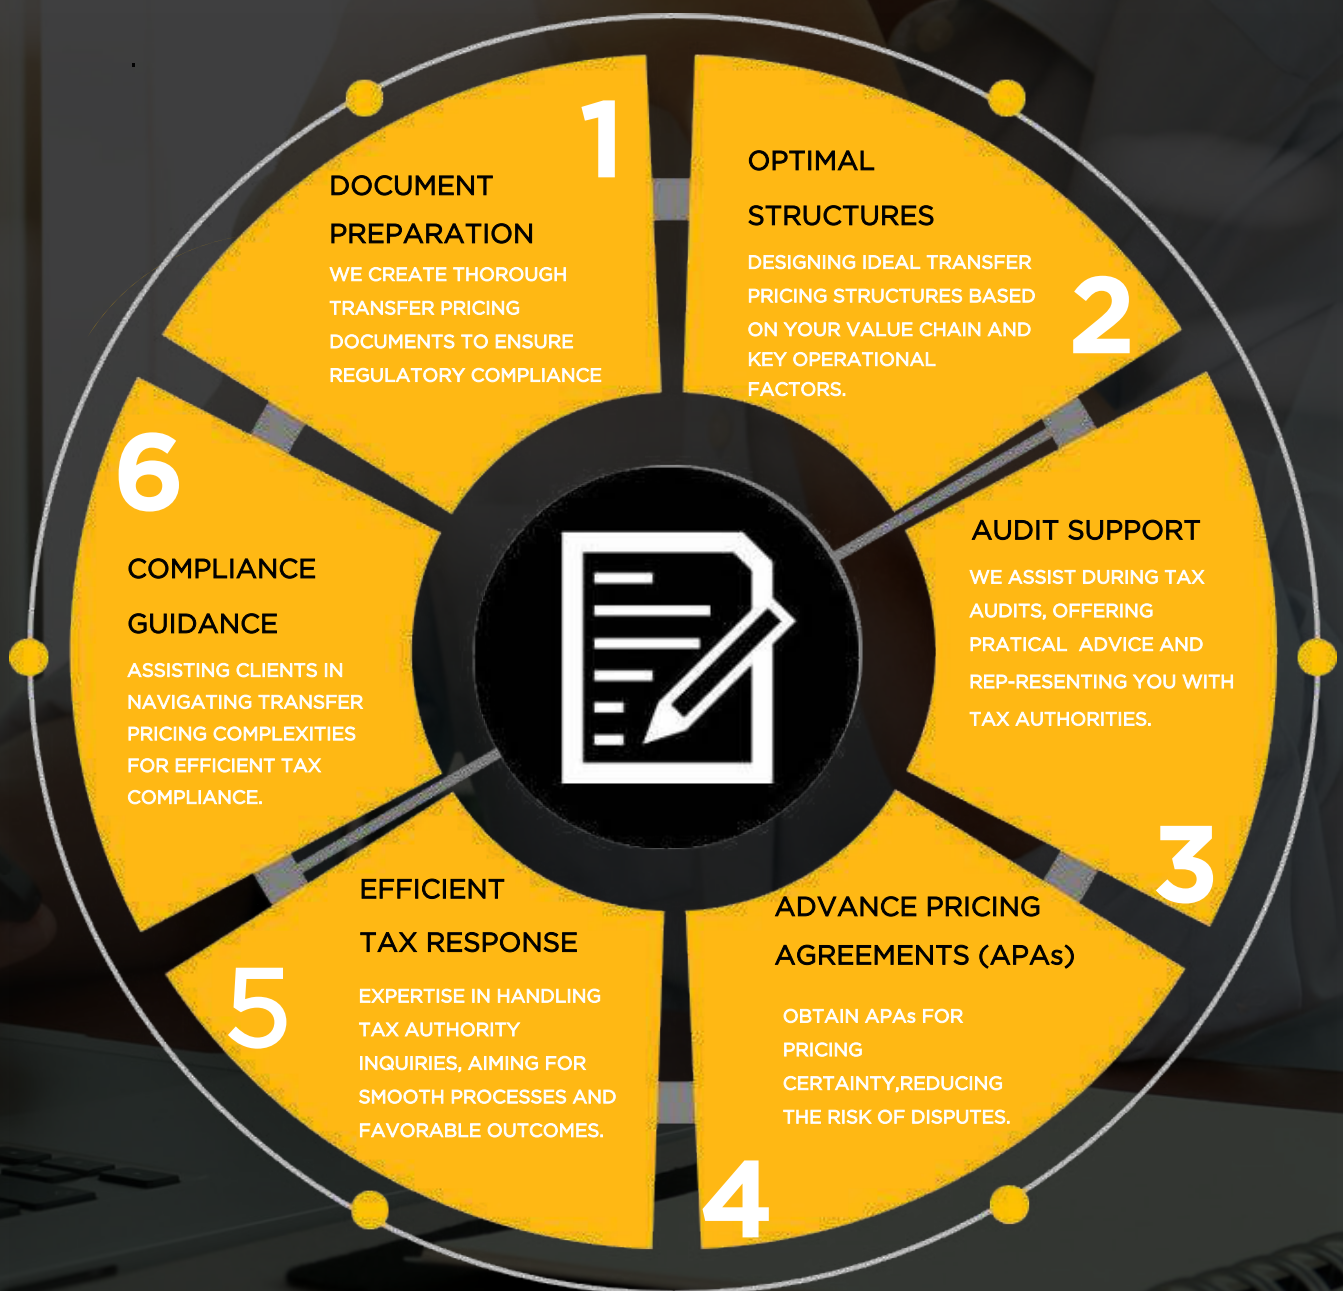 1
DOCUMENT
PREPARATION
WE CREATE THOROUGH
TRANSFER PRICING
DOCUMENTS TO ENSURE
REGULATORY COMPLIANCE
OPTIMAL
STRUCTURES
DESIGNING IDEAL TRANSFER
PRICING STRUCTURES BASED
ON YOUR VALUE CHAIN AND
KEY OPERATIONAL
FACTORS.
2
AUDIT SUPPORT
WE ASSIST DURING TAX
AUDITS, OFFERING
PRATICAL  ADVICE AND
REP-RESENTING YOU WITH
TAX AUTHORITIES.
3
ADVANCE PRICING
AGREEMENTS (APAs)
OBTAIN APAs FOR
PRICING
CERTAINTY,REDUCING
THE RISK OF DISPUTES.
4
EFFICIENT
TAX RESPONSE
5
EXPERTISE IN HANDLING
TAX AUTHORITY
INQUIRIES, AIMING FOR
SMOOTH PROCESSES AND
FAVORABLE OUTCOMES.
6
COMPLIANCE
GUIDANCE
ASSISTING CLIENTS IN
NAVIGATING TRANSFER
PRICING COMPLEXITIES
FOR EFFICIENT TAX
COMPLIANCE.